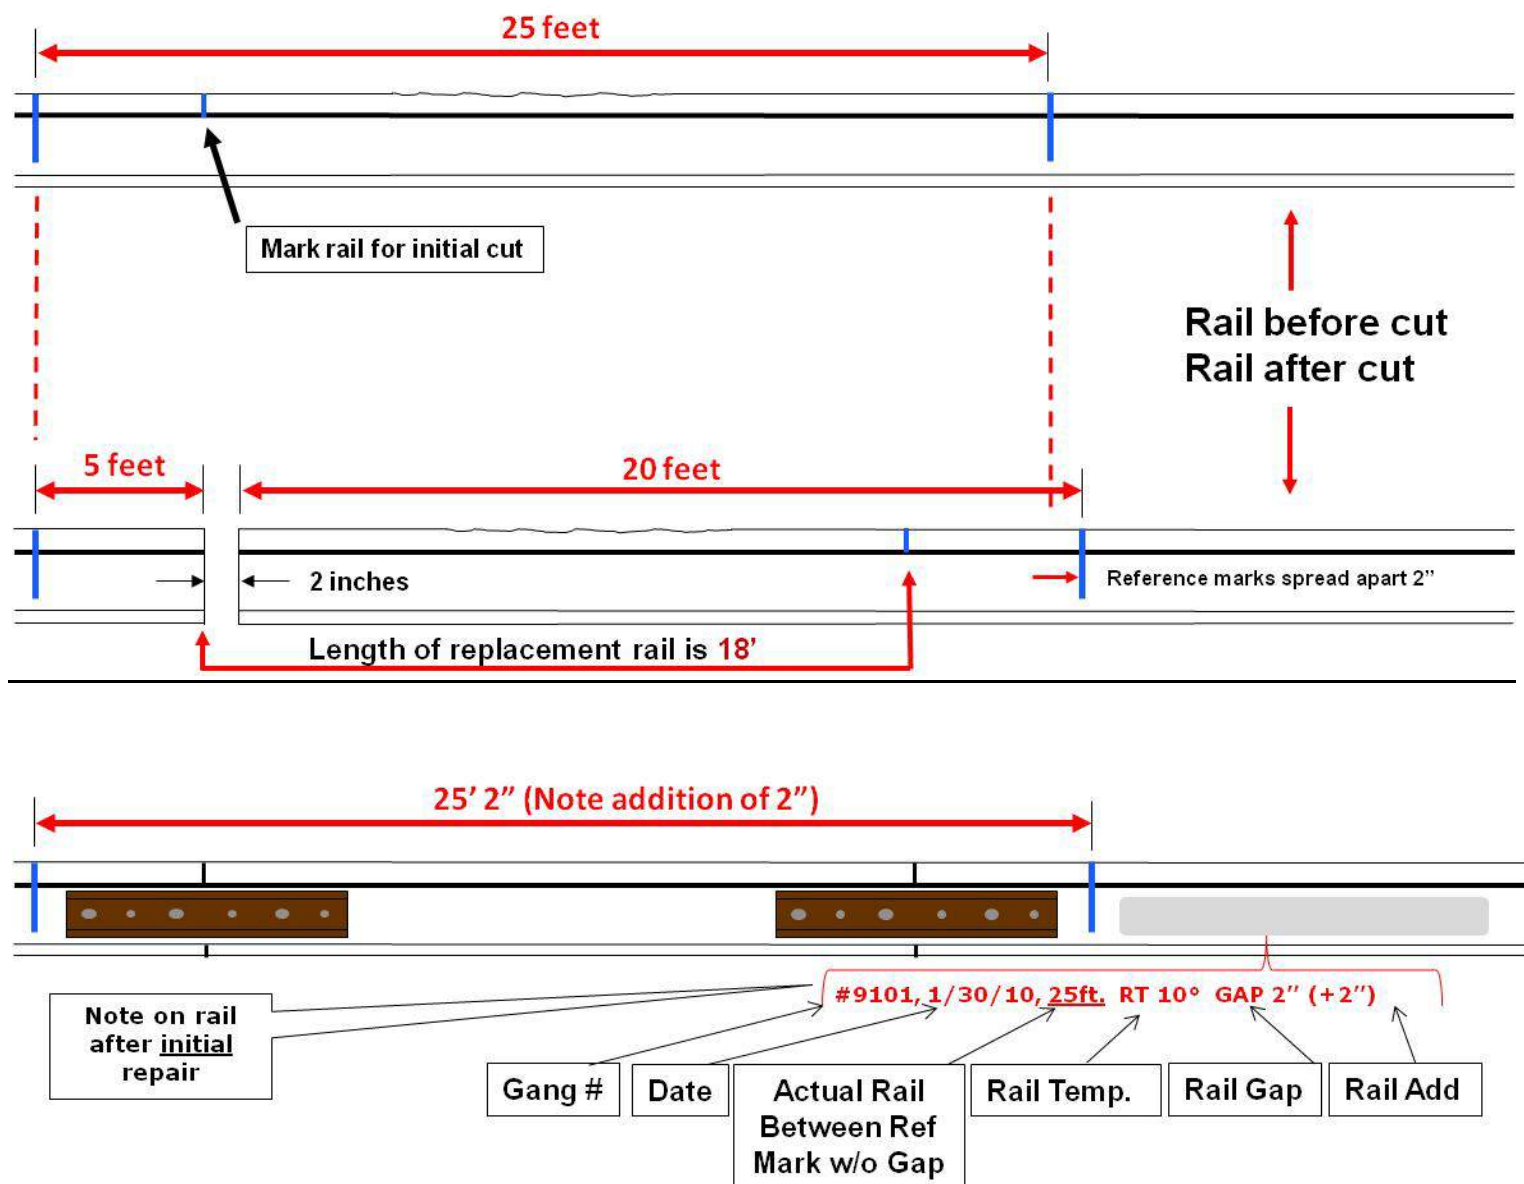 25 feet
Mark rail for initial cut
Rail before cut
Rail after cut
5 feet
20 feet
2 inches
Reference marks spread apart 2”
Length of replacement rail is 18’
25’ 2” (Note addition of 2”)
#9101, 1/30/10, 25ft. RT 10° GAP 2” (+2”)
Note on rail
after initial
repair
Gang #
Date
Actual Rail
Between Ref
Mark w/o Gap
Rail Temp.
Rail Gap
Rail Add